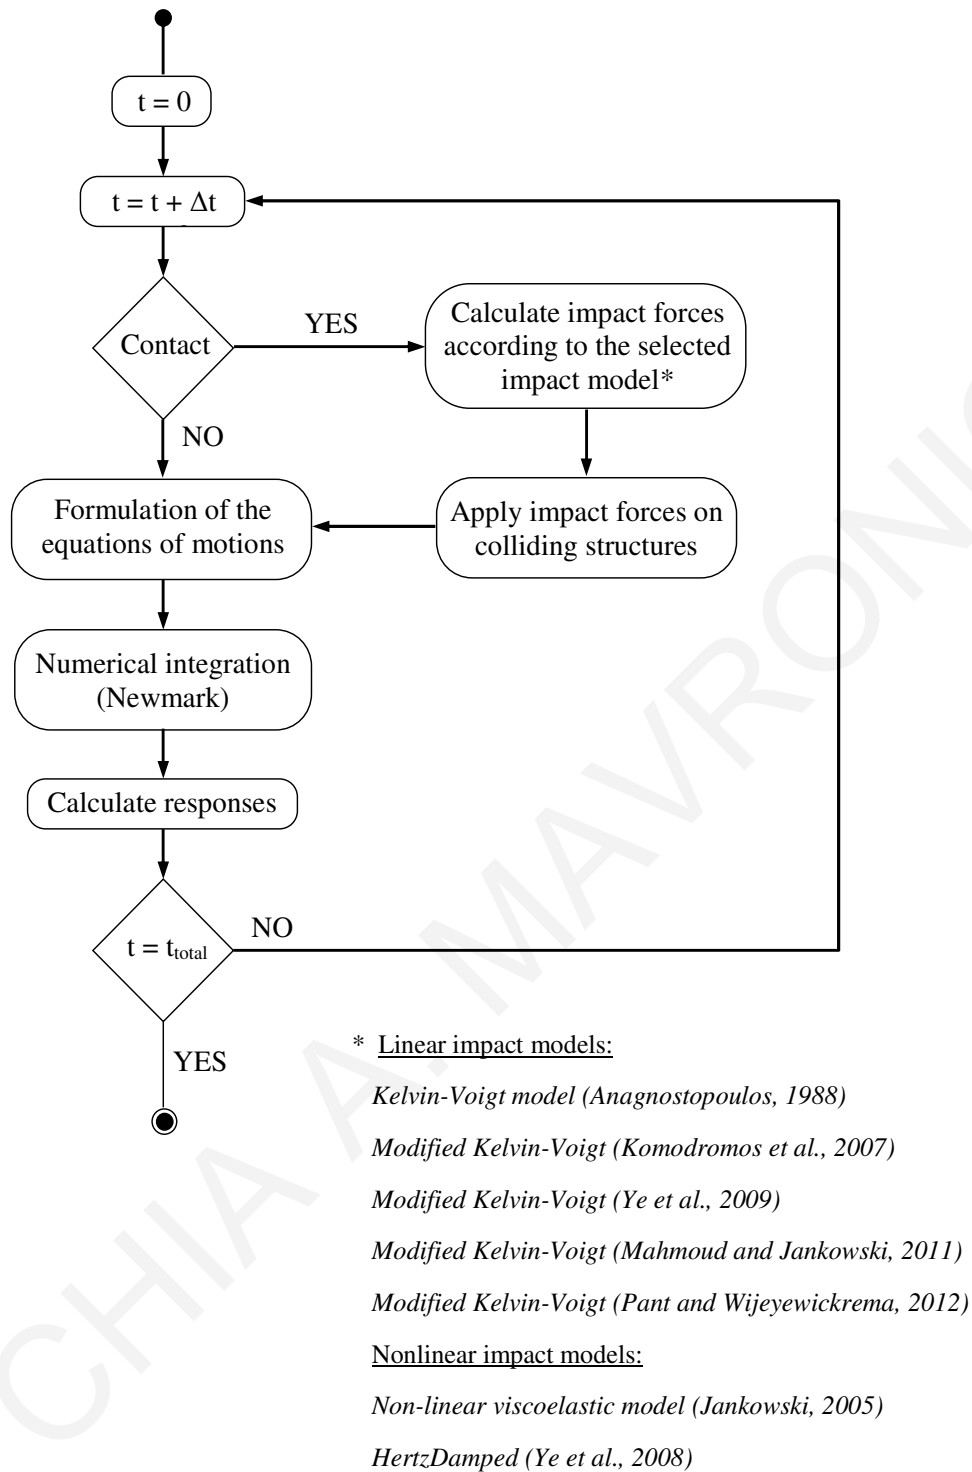 t = 0
t = t + Δt
Contact
YES
Calculate impact forces
according to the selected
impact model*
NO
Formulation of the
equations of motions
Apply impact forces on
colliding structures
Numerical integration
(Newmark)
Calculate responses
t = t_total
NO
YES
* Linear impact models:
Kelvin-Voigt model (Anagnostopoulos, 1988)
Modified Kelvin-Voigt (Komodromos et al., 2007)
Modified Kelvin-Voigt (Ye et al., 2009)
Modified Kelvin-Voigt (Mahmoud and Jankowski, 2011)
Modified Kelvin-Voigt (Pant and Wijeyewickrema, 2012)
Nonlinear impact models:
Non-linear viscoelastic model (Jankowski, 2005)
HertzDamped (Ye et al., 2008)
CHIA A. MAVRONIC